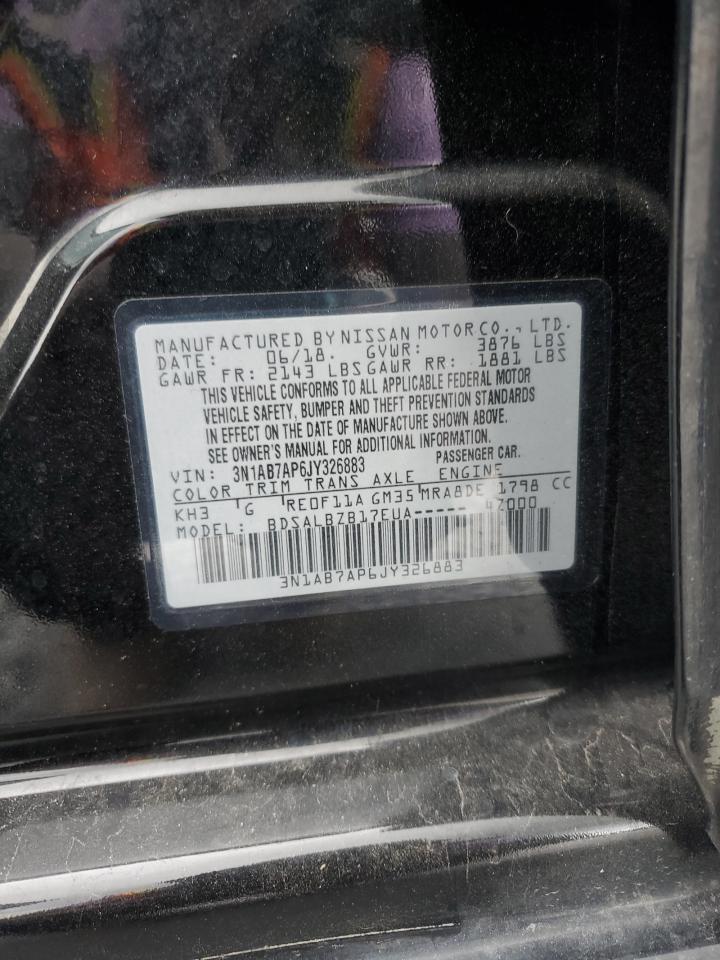 MANUFACTURED BY NISSAN MOTOR CO., LTD.
DATE: 06/18. GVWR: 3876 LBS
GAWR FR: 2143 LBS GAWR RR: 1881 LBS
THIS VEHICLE CONFORMS TO ALL APPLICABLE FEDERAL MOTOR
VEHICLE SAFETY, BUMPER AND THEFT PREVENTION STANDARDS
IN EFFECT ON THE DATE OF MANUFACTURE SHOWN ABOVE.
SEE OWNER'S MANUAL FOR ADDITIONAL INFORMATION.
VIN: 3N1AB7AP6JY326883 PASSENGER CAR.
COLOR TRIM TRANS AXLE ENGINE
KH3 G RE0F11A GM35 MRA8DE 1798 CC
MODEL: BDSALBZB17EUA----- 47000
3N1AB7AP6JY326883